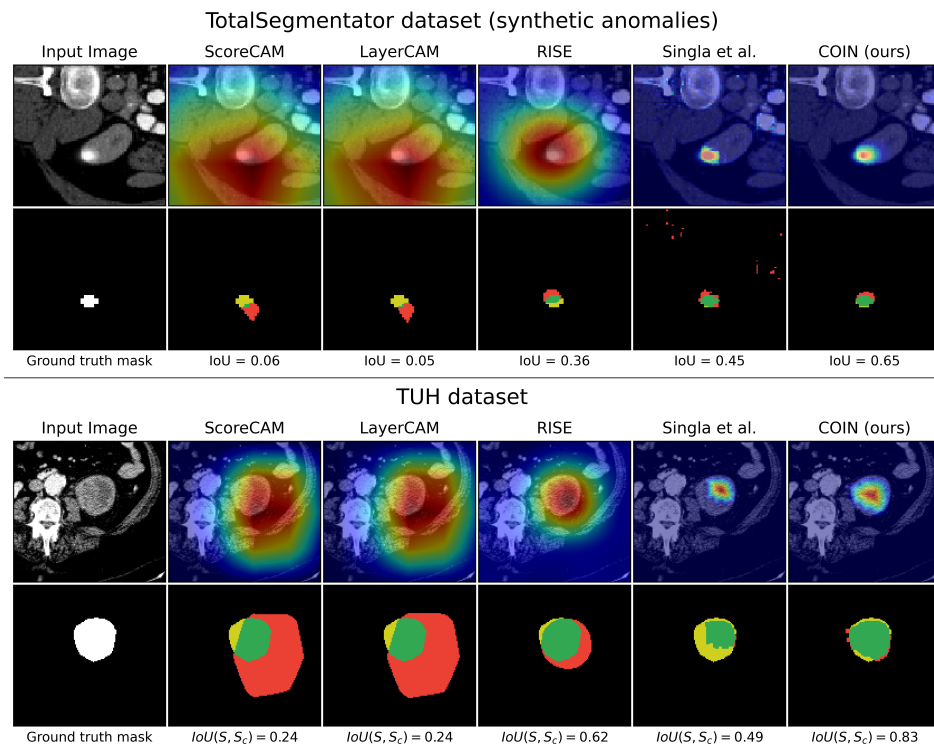 TotalSegmentator dataset (synthetic anomalies)
Input Image ScoreCAM LayerCAM RISE Singla et al. COIN (ours)
Ground truth mask IoU = 0.06 IoU = 0.05 IoU = 0.36 IoU = 0.45 IoU = 0.65
TUH dataset
Input Image ScoreCAM LayerCAM RISE Singla et al. COIN (ours)
Ground truth mask IoU(S, S_c) = 0.24 IoU(S, S_c) = 0.24 IoU(S, S_c) = 0.62 IoU(S, S_c) = 0.49 IoU(S, S_c) = 0.83